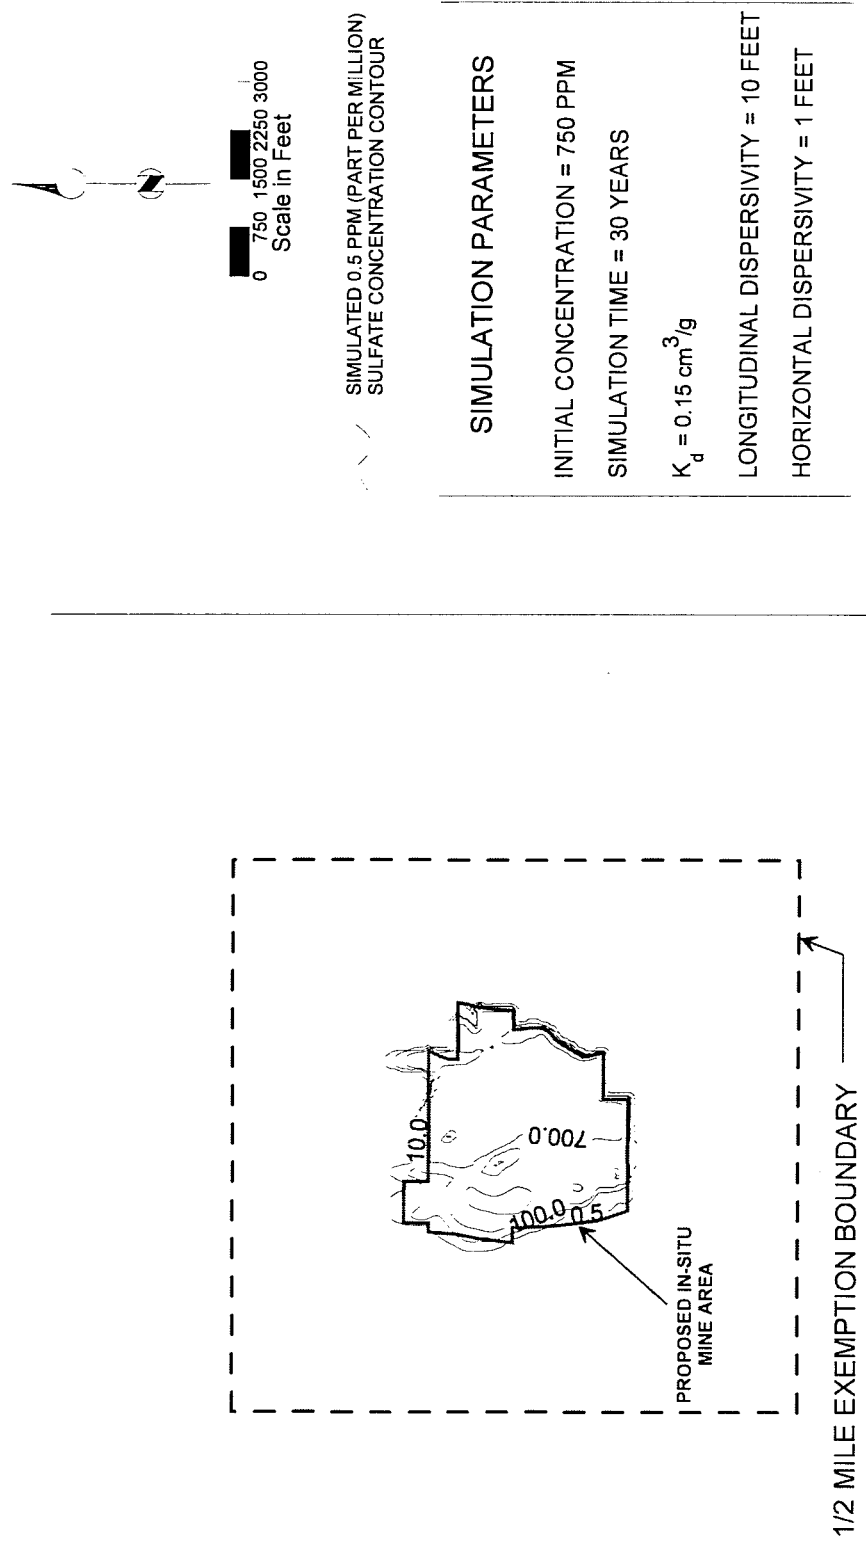 0 750 1500 2250 3000
Scale in Feet
SIMULATED 0.5 PPM (PART PER MILLION)
SULFATE CONCENTRATION CONTOUR
SIMULATION PARAMETERS
INITIAL CONCENTRATION = 750 PPM
SIMULATION TIME = 30 YEARS
Kd = 0.15 cm3/g
LONGITUDINAL DISPERSIVITY = 10 FEET
HORIZONTAL DISPERSIVITY = 1 FEET
10.0
700.0
100.0
0.5
PROPOSED IN-SITU
MINE AREA
1/2 MILE EXEMPTION BOUNDARY
N